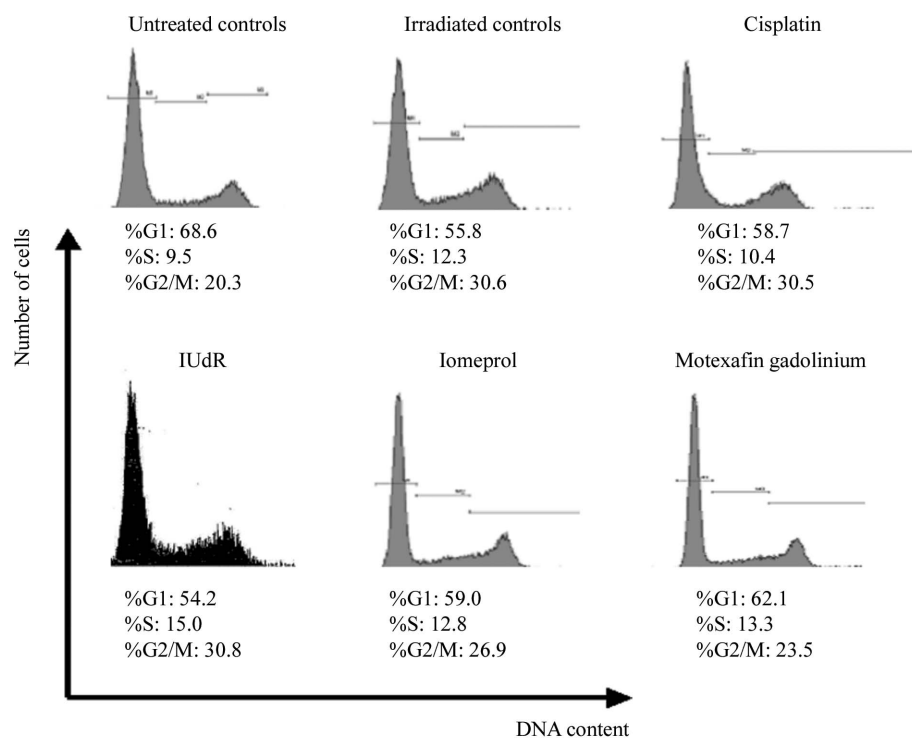 Untreated controls
Irradiated controls
Cisplatin
%G1: 68.6
%S: 9.5
%G2/M: 20.3
%G1: 55.8
%S: 12.3
%G2/M: 30.6
%G1: 58.7
%S: 10.4
%G2/M: 30.5
Number of cells
IUdR
Iomeprol
Motexafin gadolinium
%G1: 54.2
%S: 15.0
%G2/M: 30.8
%G1: 59.0
%S: 12.8
%G2/M: 26.9
%G1: 62.1
%S: 13.3
%G2/M: 23.5
DNA content